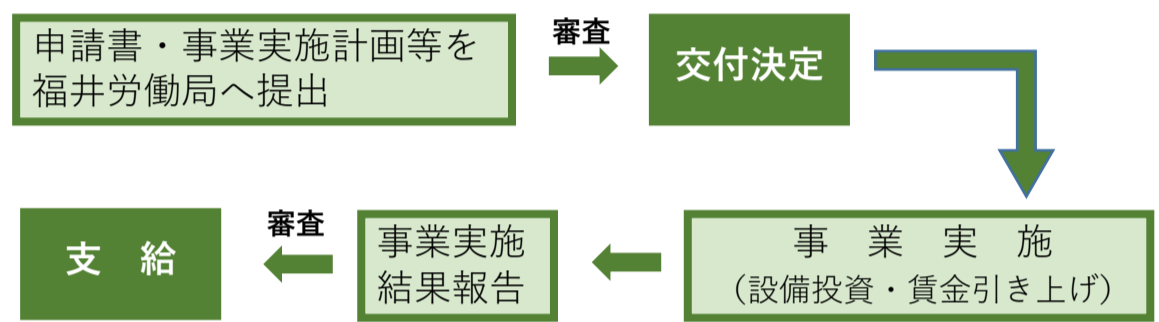 申請書・事業実施計画等を
福井労働局へ提出
審査
交付決定
事　業　実　施
（設備投資・賃金引き上げ）
事業実施
結果報告
審査
支　給